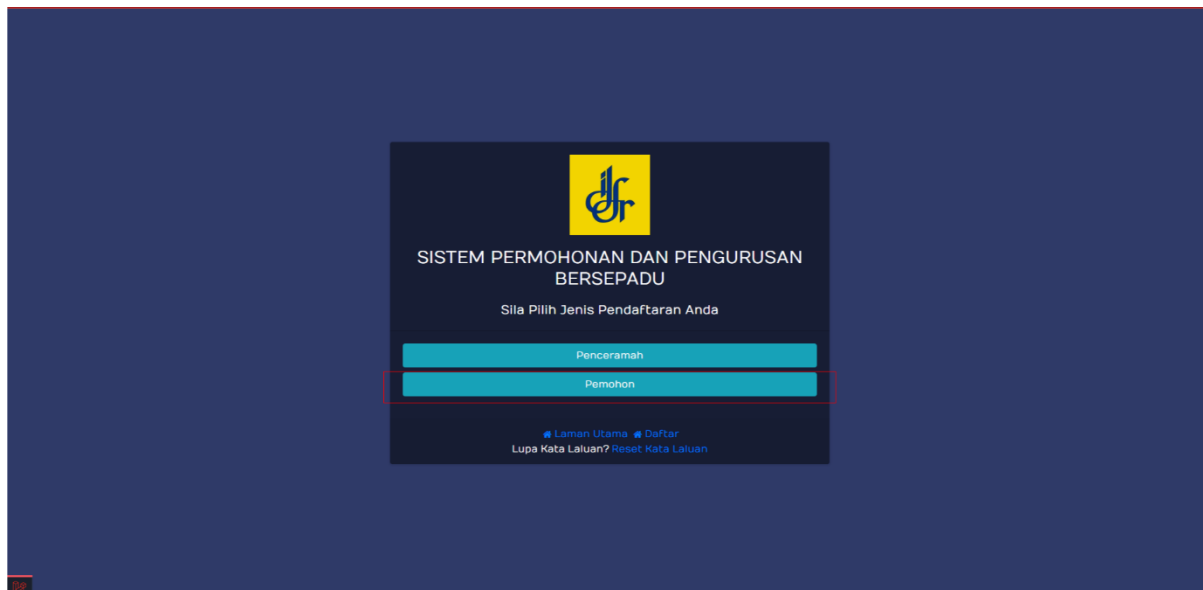 SISTEM PERMOHONAN DAN PENGURUSAN
BERSEPADU
Sila Pilih Jenis Pendaftaran Anda
Penceramah
Pemohon
Laman Utama Daftar
Lupa Kata Laluan? Reset Kata Laluan